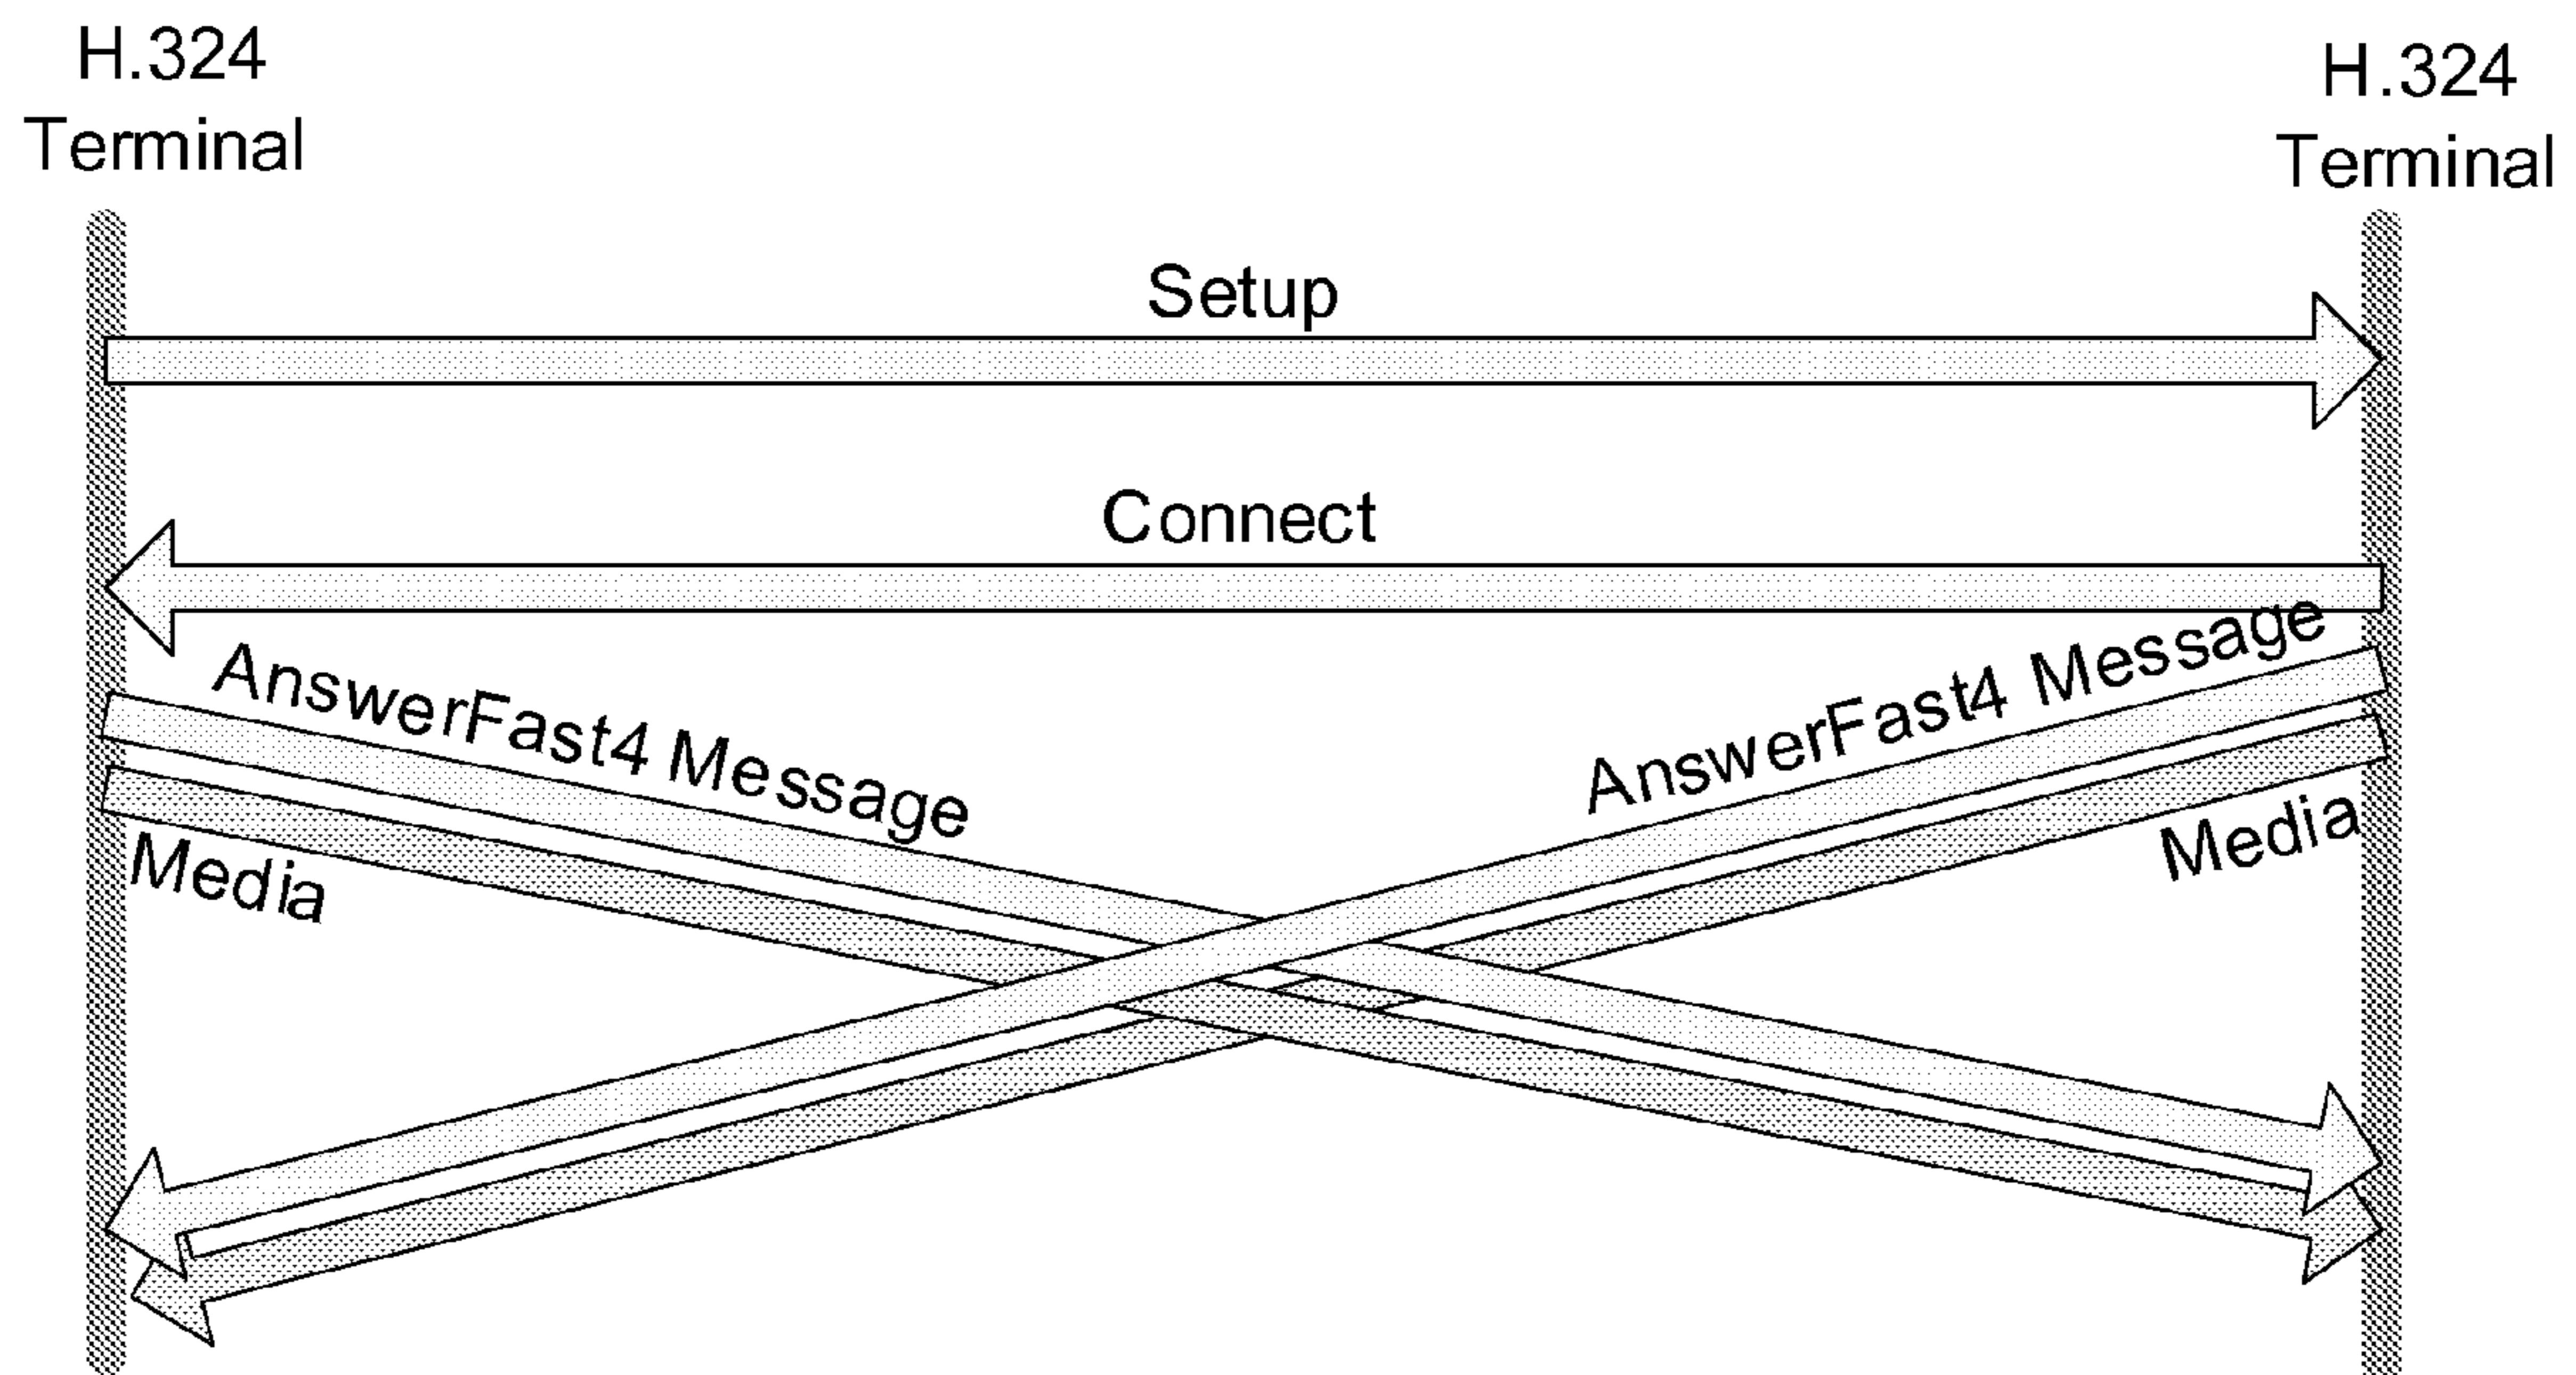 H.324
Terminal
H.324
Terminal
Setup
Connect
AnswerFast4 Message
AnswerFast4 Message
Media
Media